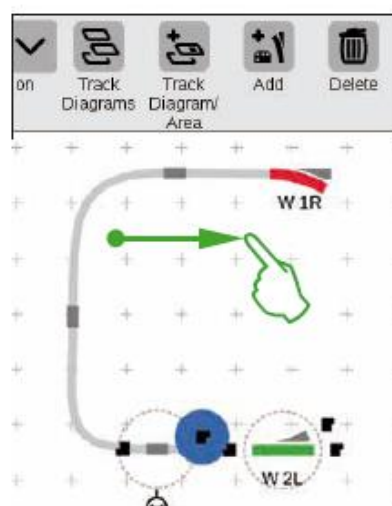 on
Track
Diagrams
Track
Diagram/
Area
Add
Delete
W 1R
W 2L